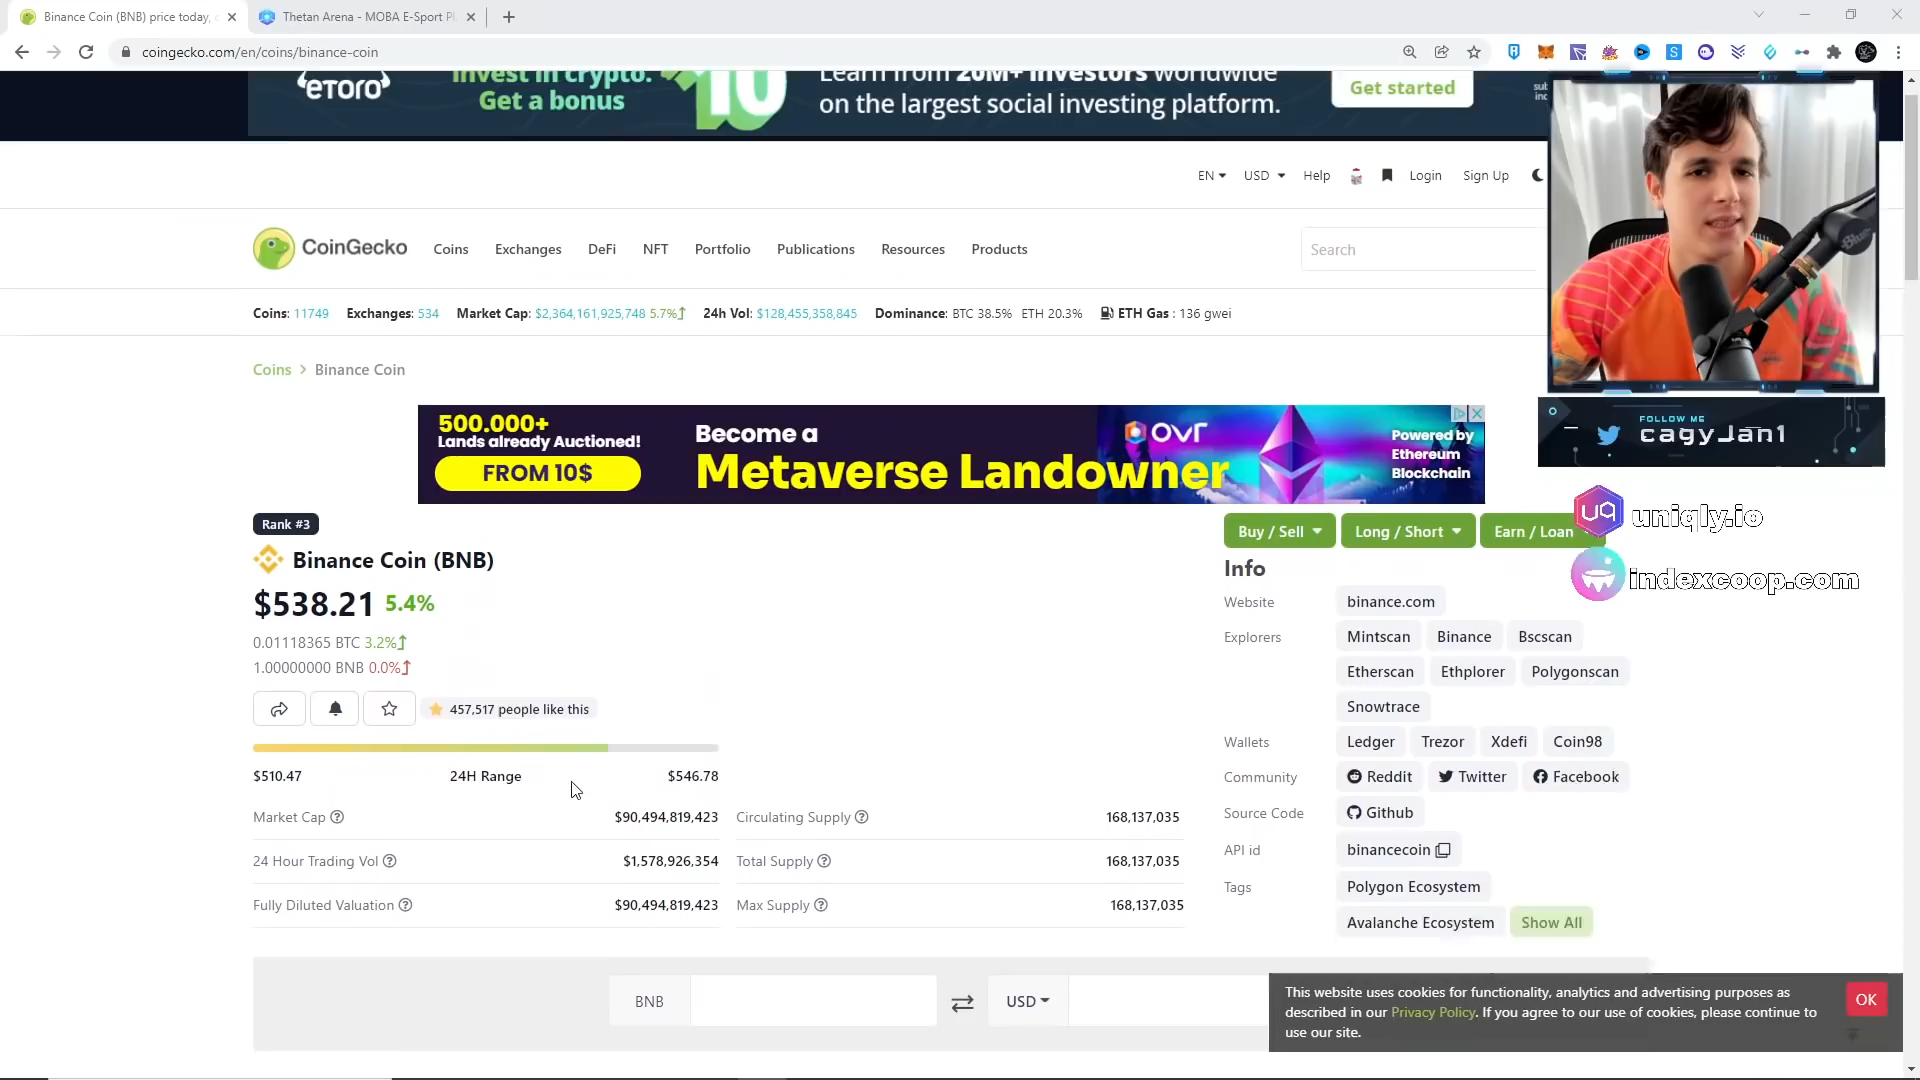 Binance Coin (BNB) price today,
Thetan Arena - MOBA E-Sport
coingecko.com/en/coins/binance-coin
eTORO
Invest in crypto.
Get a bonus
10
Learn from 20M+ investors worldwide
on the largest social investing platform.
Get started
EN
USD
Help
Login
Sign Up
CoinGecko
Coins
Exchanges
DeFi
NFT
Portfolio
Publications
Resources
Products
Search
Coins: 11749
Exchanges: 534
Market Cap: $2,364,161,925,748 5.7%
24h Vol: $128,455,358,845
Dominance: BTC 38.5% ETH 20.3%
ETH Gas : 136 gwei
Coins > Binance Coin
500.000+
Lands already Auctioned!
FROM 10$
Become a
Metaverse Landowner
OVR
Powered by
Ethereum
Blockchain
Blue
FOLLOW ME
cagyJan1
uniqly.io
indexcoop.com
Rank #3
Binance Coin (BNB)
$538.21 5.4%
0.01118365 BTC 3.2%
1.00000000 BNB 0.0%
457,517 people like this
$510.47
24H Range
$546.78
Market Cap
$90,494,819,423
Circulating Supply
168,137,035
24 Hour Trading Vol
$1,578,926,354
Total Supply
168,137,035
Fully Diluted Valuation
$90,494,819,423
Max Supply
168,137,035
Buy / Sell
Long / Short
Earn / Loan
Info
Website
binance.com
Explorers
Mintscan
Binance
Bscscan
Etherscan
Ethplorer
Polygonscan
Snowtrace
Wallets
Ledger
Trezor
Xdefi
Coin98
Community
Reddit
Twitter
Facebook
Source Code
Github
API id
binancecoin
Tags
Polygon Ecosystem
Avalanche Ecosystem
Show All
BNB
USD
This website uses cookies for functionality, analytics and advertising purposes as
described in our Privacy Policy. If you agree to our use of cookies, please continue to
use our site.
OK